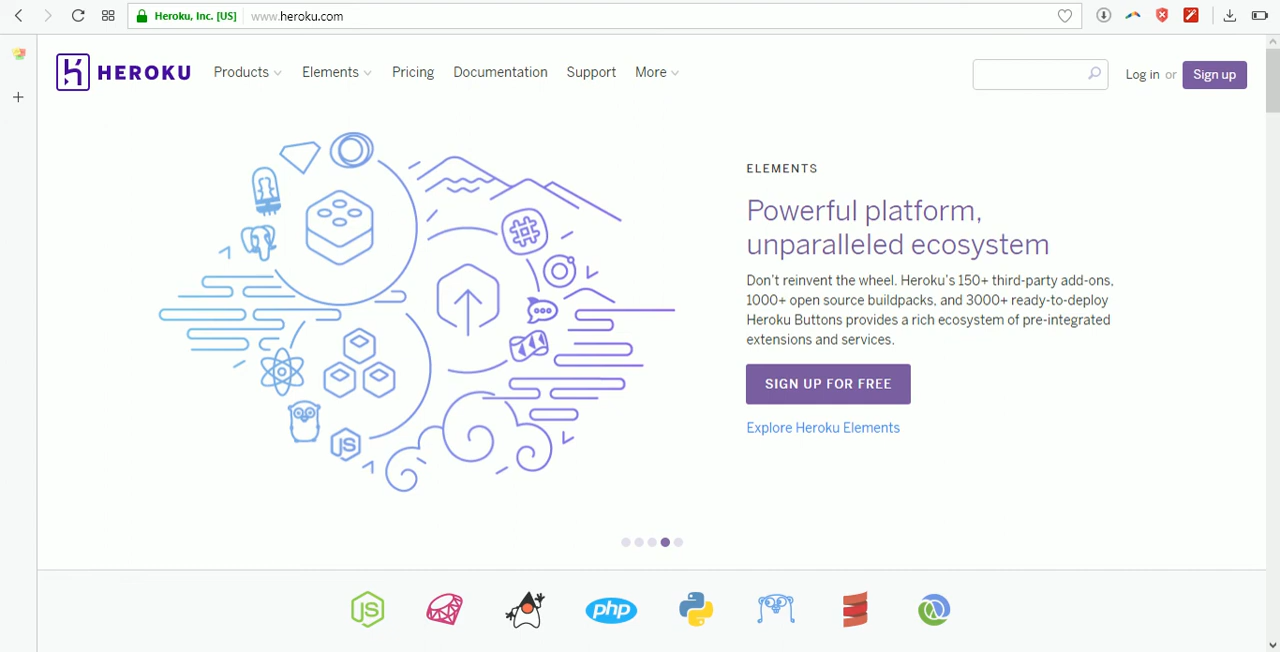 Heroku, Inc. [US] www.heroku.com
HEROKU Products Elements Pricing Documentation Support More Log in or Sign up
ELEMENTS
Powerful platform,
unparalleled ecosystem
Don't reinvent the wheel. Heroku's 150+ third-party add-ons,
1000+ open source buildpacks, and 3000+ ready-to-deploy
Heroku Buttons provides a rich ecosystem of pre-integrated
extensions and services.
SIGN UP FOR FREE
Explore Heroku Elements
JS
JS
php